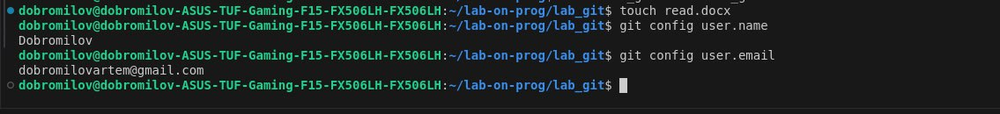 dobromilov@dobromilov-ASUS-TUF-Gaming-F15-FX506LH-FX506LH:~/lab-on-prog/lab_git$ touch read.docx
dobromilov@dobromilov-ASUS-TUF-Gaming-F15-FX506LH-FX506LH:~/lab-on-prog/lab_git$ git config user.name
Dobromilov
dobromilov@dobromilov-ASUS-TUF-Gaming-F15-FX506LH-FX506LH:~/lab-on-prog/lab_git$ git config user.email
dobromilovartem@gmail.com
dobromilov@dobromilov-ASUS-TUF-Gaming-F15-FX506LH-FX506LH:~/lab-on-prog/lab_git$